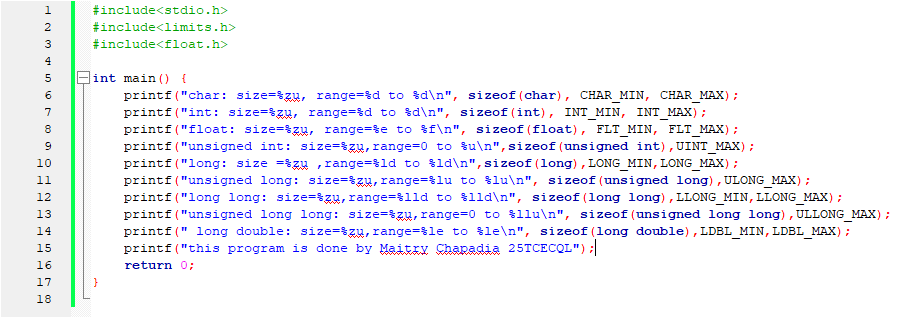 1 #include<stdio.h>
2 #include<limits.h>
3 #include<float.h>
4
5 int main() {
6 printf("char: size=%zu, range=%d to %d\n", sizeof(char), CHAR_MIN, CHAR_MAX);
7 printf("int: size=%zu, range=%d to %d\n", sizeof(int), INT_MIN, INT_MAX);
8 printf("float: size=%zu, range=%e to %f\n", sizeof(float), FLT_MIN, FLT_MAX);
9 printf("unsigned int: size=%zu,range=0 to %u\n",sizeof(unsigned int),UINT_MAX);
10 printf("long: size =%zu ,range=%ld to %ld\n",sizeof(long),LONG_MIN,LONG_MAX);
11 printf("unsigned long: size=%zu,range=%lu to %lu\n", sizeof(unsigned long),ULONG_MAX);
12 printf("long long: size=%zu,range=%lld to %lld\n", sizeof(long long),LLONG_MIN,LLONG_MAX);
13 printf("unsigned long long: size=%zu,range=0 to %llu\n", sizeof(unsigned long long),ULLONG_MAX);
14 printf(" long double: size=%zu,range=%le to %le\n", sizeof(long double),LDBL_MIN,LDBL_MAX);
15 printf("this program is done by Maitry Chapadia 25TCECQL");
16 return 0;
17 }
18